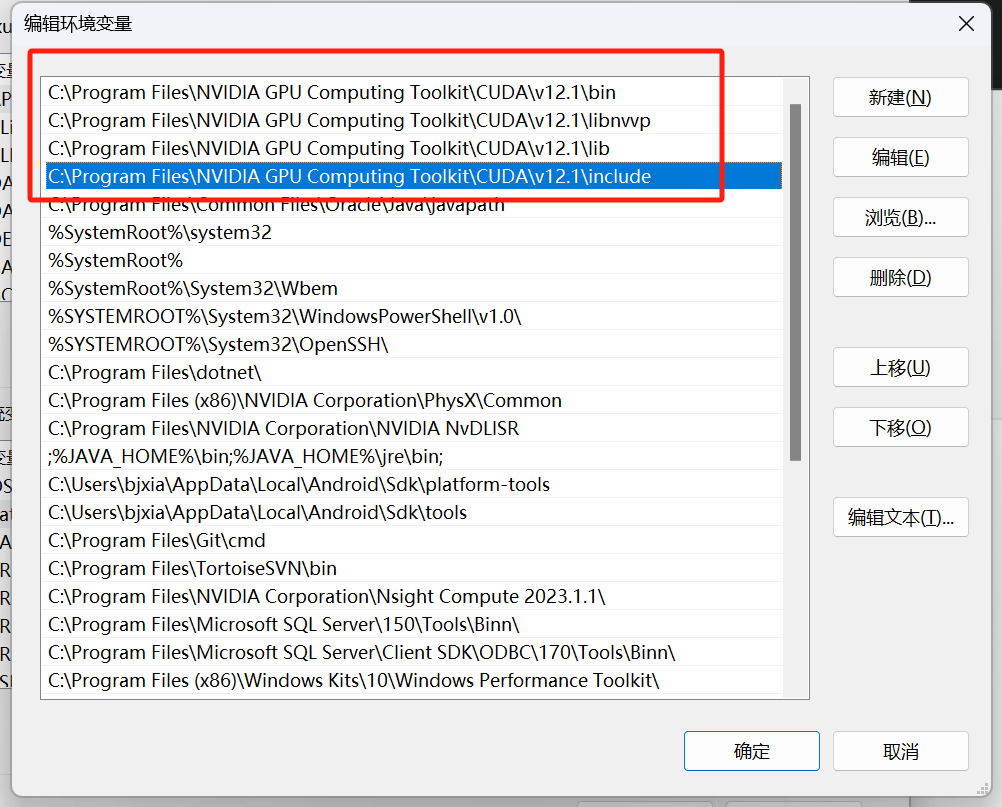 编辑环境变量
C:\Program Files\NVIDIA GPU Computing Toolkit\CUDA\v12.1\bin
C:\Program Files\NVIDIA GPU Computing Toolkit\CUDA\v12.1\libnvvp
C:\Program Files\NVIDIA GPU Computing Toolkit\CUDA\v12.1\lib
C:\Program Files\NVIDIA GPU Computing Toolkit\CUDA\v12.1\include
C:\Program Files\Common Files\Oracle\Java\javapath
%SystemRoot%\system32
%SystemRoot%
%SystemRoot%\System32\Wbem
%SYSTEMROOT%\System32\WindowsPowerShell\v1.0\
%SYSTEMROOT%\System32\OpenSSH\
C:\Program Files\dotnet\
C:\Program Files (x86)\NVIDIA Corporation\PhysX\Common
C:\Program Files\NVIDIA Corporation\NVIDIA NvDLISR
;%JAVA_HOME%\bin;%JAVA_HOME%\jre\bin;
C:\Users\bjxia\AppData\Local\Android\Sdk\platform-tools
C:\Users\bjxia\AppData\Local\Android\Sdk\tools
C:\Program Files\Git\cmd
C:\Program Files\TortoiseSVN\bin
C:\Program Files\NVIDIA Corporation\Nsight Compute 2023.1.1\
C:\Program Files\Microsoft SQL Server\150\Tools\Binn\
C:\Program Files\Microsoft SQL Server\Client SDK\ODBC\170\Tools\Binn\
C:\Program Files (x86)\Windows Kits\10\Windows Performance Toolkit\
新建(N)
编辑(E)
浏览(B)...
删除(D)
上移(U)
下移(O)
编辑文本(T)...
确定
取消